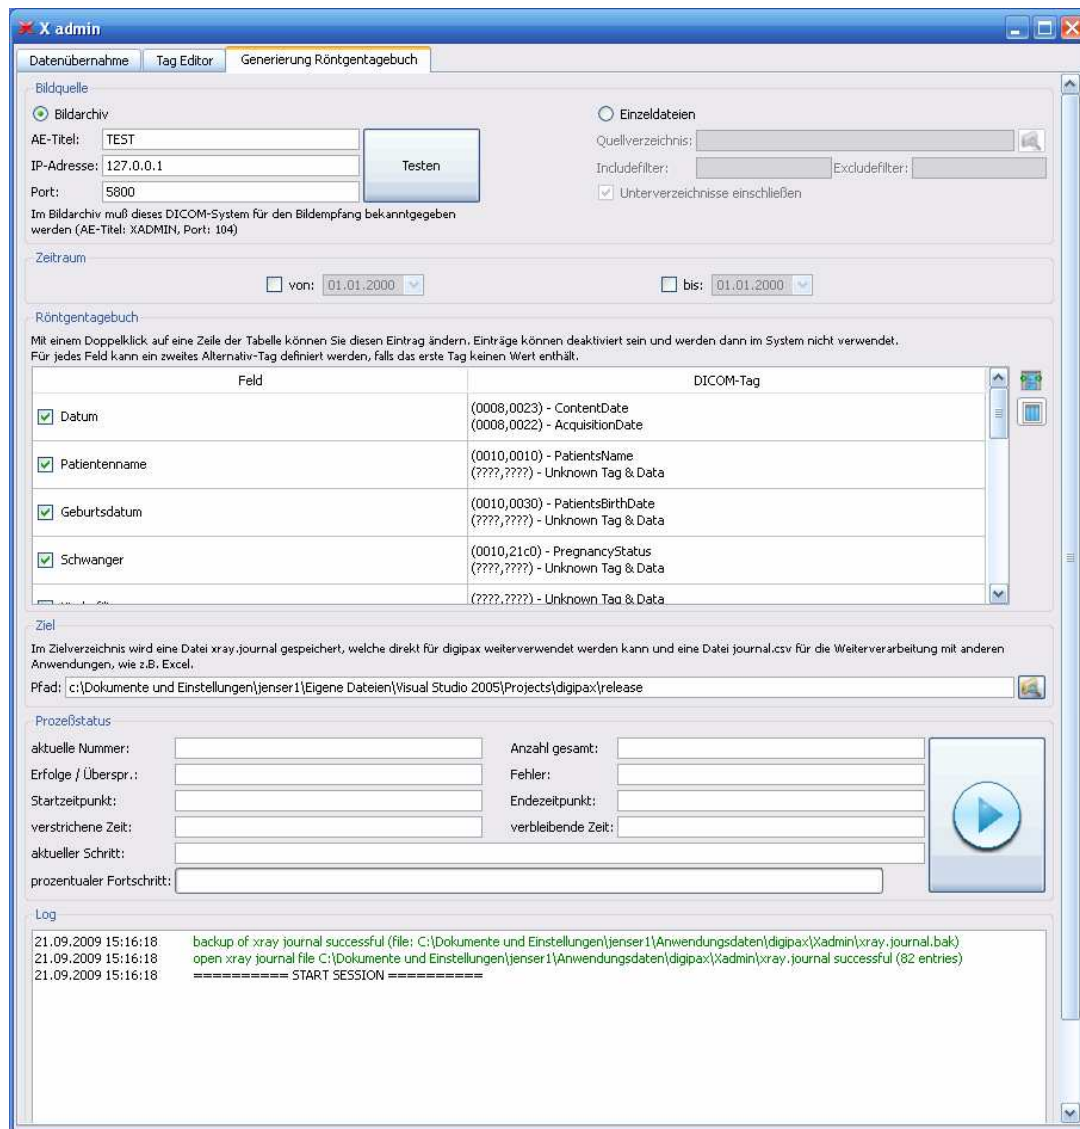 X admin
Datenübernahme
Tag Editor
Generierung Röntgentagebuch
Bildquelle
Bildarchiv
AE-Titel: TEST
IP-Adresse: 127.0.0.1
Port: 5800
Testen
Im Bildarchiv muß dieses DICOM-System für den Bildempfang bekanntgegeben
werden (AE-Titel: XADMIN, Port: 104)
Einzeldateien
Quellverzeichnis:
Includefilter: Excludefilter:
Unterverzeichnisse einschließen
Zeitraum
von: 01.01.2000 bis: 01.01.2000
Röntgentagebuch
Mit einem Doppelklick auf eine Zeile der Tabelle können Sie diesen Eintrag ändern. Einträge können deaktiviert sein und werden dann im System nicht verwendet.
Für jedes Feld kann ein zweites Alternativ-Tag definiert werden, falls das erste Tag keinen Wert enthält.
Feld DICOM-Tag
Datum
(0008,0023) - ContentDate
(0008,0022) - AcquisitionDate
Patientenname
(0010,0010) - PatientsName
(????,????) - Unknown Tag & Data
Geburtsdatum
(0010,0030) - PatientsBirthDate
(????,????) - Unknown Tag & Data
Schwanger
(0010,21c0) - PregnancyStatus
(????,????) - Unknown Tag & Data
(????,????) - Unknown Tag & Data
Ziel
Im Zielverzeichnis wird eine Datei xray.journal gespeichert, welche direkt für digipax weiterverwendet werden kann und eine Datei journal.csv für die Weiterverarbeitung mit anderen
Anwendungen, wie z.B. Excel.
Pfad: c:\Dokumente und Einstellungen\jenser1\Eigene Dateien\Visual Studio 2005\Projects\digipax\release
Prozeßstatus
aktuelle Nummer: Anzahl gesamt:
Erfolge / Überspr.: Fehler:
Startzeitpunkt: Endezeitpunkt:
verstrichene Zeit: verbleibende Zeit:
aktueller Schritt:
prozentualer Fortschritt:
Log
21.09.2009 15:16:18 backup of xray journal successful (file: C:\Dokumente und Einstellungen\jenser1\Anwendungsdaten\digipax\Xadmin\xray.journal.bak)
21.09.2009 15:16:18 open xray journal file C:\Dokumente und Einstellungen\jenser1\Anwendungsdaten\digipax\Xadmin\xray.journal successful (82 entries)
21.09.2009 15:16:18 ========== START SESSION ==========